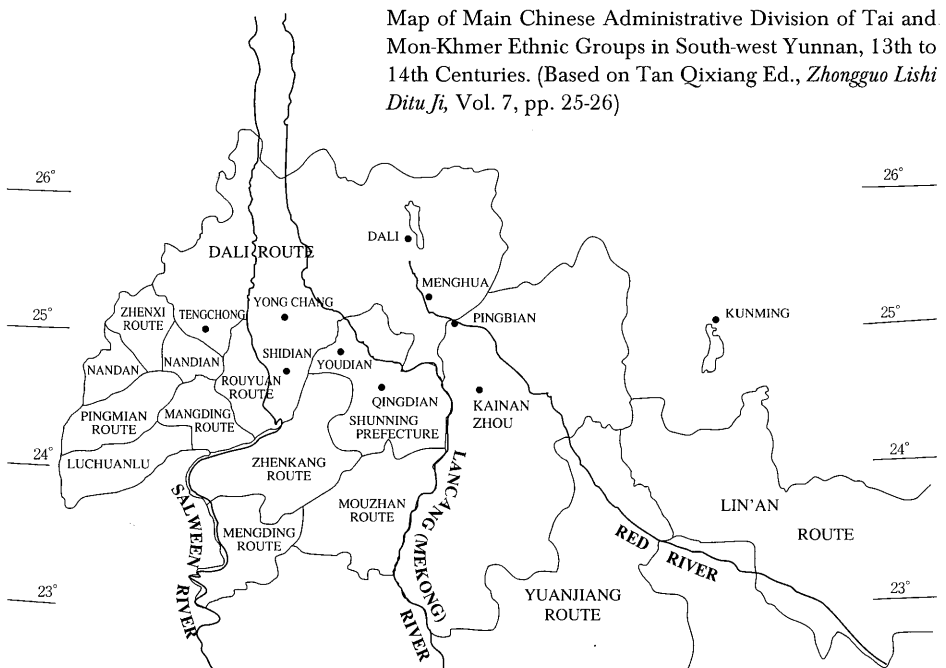 Map of Main Chinese Administrative Division of Tai and
Mon-Khmer Ethnic Groups in South-west Yunnan, 13th to
14th Centuries. (Based on Tan Qixiang Ed., Zhongguo Lishi
Ditu Ji, Vol. 7, pp. 25-26)
26°
26°
DALI
DALI ROUTE
MENGHUA
ZHENXI
ROUTE
TENGCHONG
YONG CHANG
PINGBIAN
KUNMING
25°
25°
NANDAN
NANDIAN
SHIDIAN
YOUDIAN
ROUYUAN
ROUTE
QINGDIAN
KAINAN
ZHOU
PINGMIAN
ROUTE
MANGDING
ROUTE
SHUNNING
PREFECTURE
24°
24°
LUCHUANLU
ZHENKANG
ROUTE
MOUZHAN
ROUTE
LIN'AN
ROUTE
MENGDING
ROUTE
SALWEEN
RIVER
LANCANG (MEKONG)
RIVER
RED RIVER
23°
23°
YUANJIANG
ROUTE